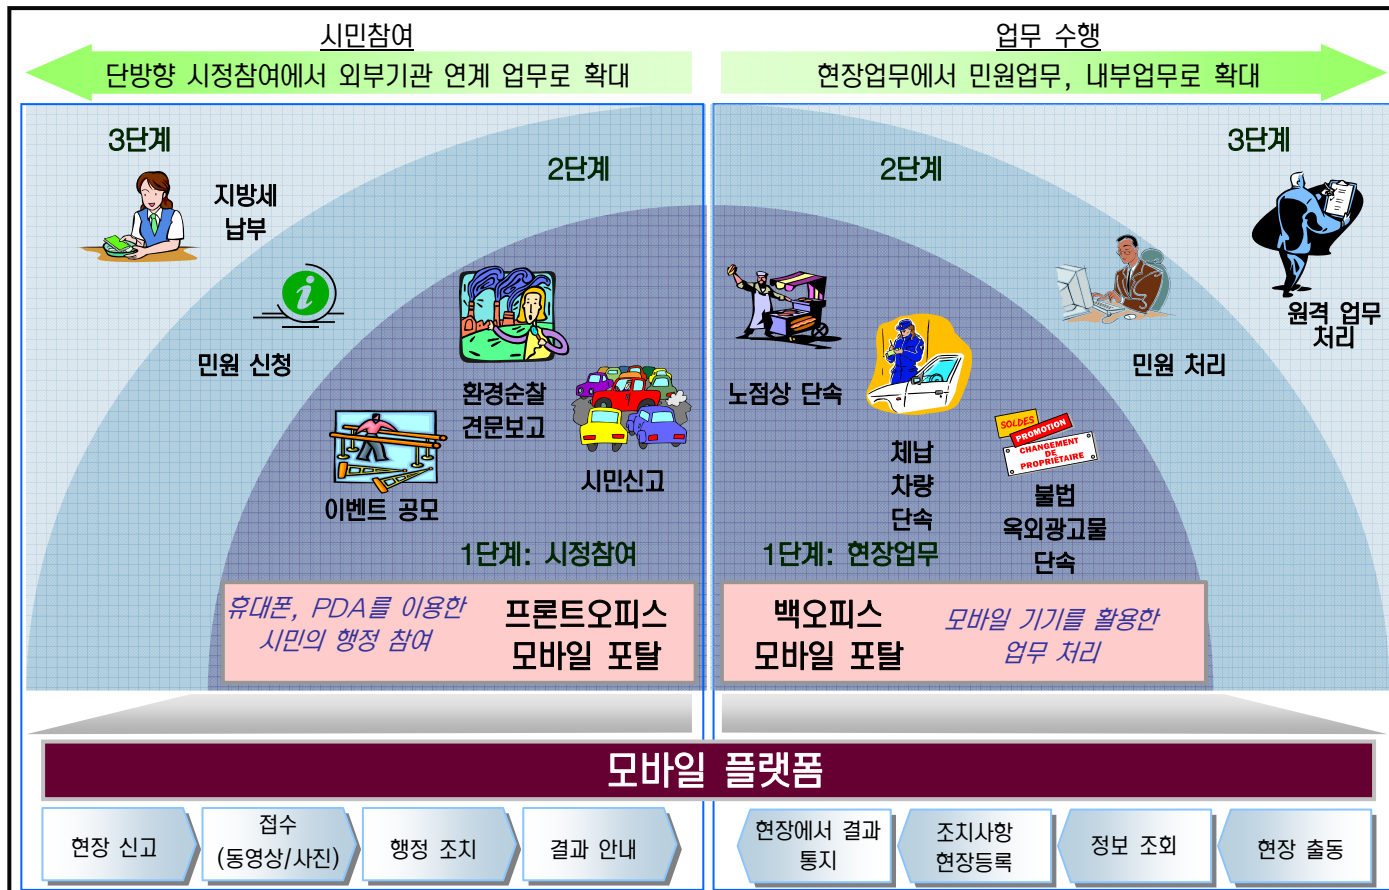 시민참여
단방향 시정참여에서 외부기관 연계 업무로 확대
업무 수행
현장업무에서 민원업무, 내부업무로 확대
3단계
지방세
납부
2단계
민원 신청
환경순찰
견문보고
시민신고
이벤트 공모
1단계: 시정참여
휴대폰, PDA를 이용한
시민의 행정 참여
프론트오피스
모바일 포탈
2단계
3단계
원격 업무
처리
민원 처리
노점상 단속
체납
차량
단속
SOLDES
PROMOTION
CHANGEMENT
DE
PROPRIÉTAIRE
불법
옥외광고물
단속
1단계: 현장업무
백오피스
모바일 포탈
모바일 기기를 활용한
업무 처리
모바일 플랫폼
현장 신고
접수
(동영상/사진)
행정 조치
결과 안내
현장에서 결과
통지
조치사항
현장등록
정보 조회
현장 출동